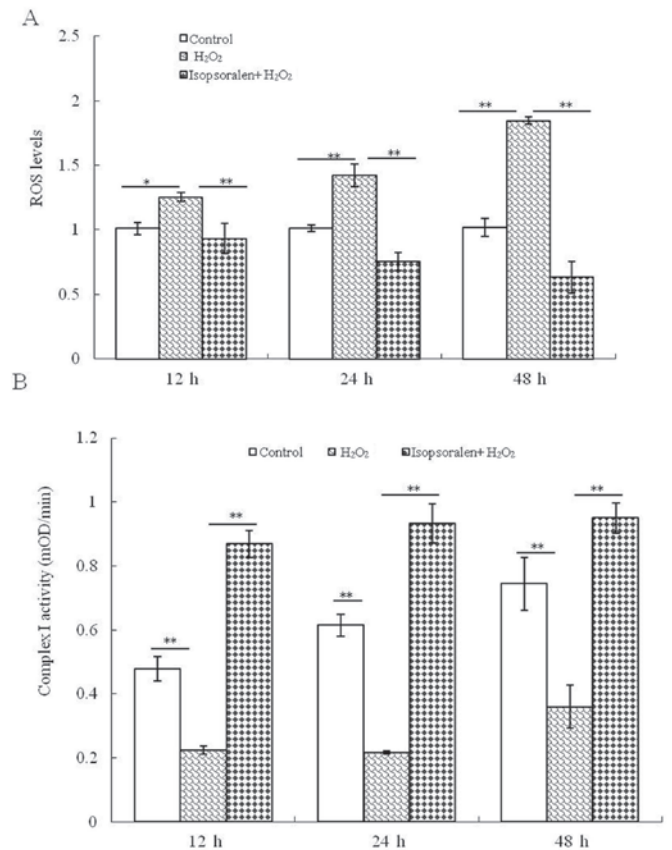 A
2.5
2
1.5
1
0.5
0
ROS levels
Control
H₂O₂
Isopsoralen+H₂O₂
* **
** **
** **
12 h 24 h 48 h
B
1.2
1
0.8
0.6
0.4
0.2
0
Complex I activity (mOD/min)
Control H₂O₂ Isopsoralen+H₂O₂
** **
** **
** **
12 h 24 h 48 h